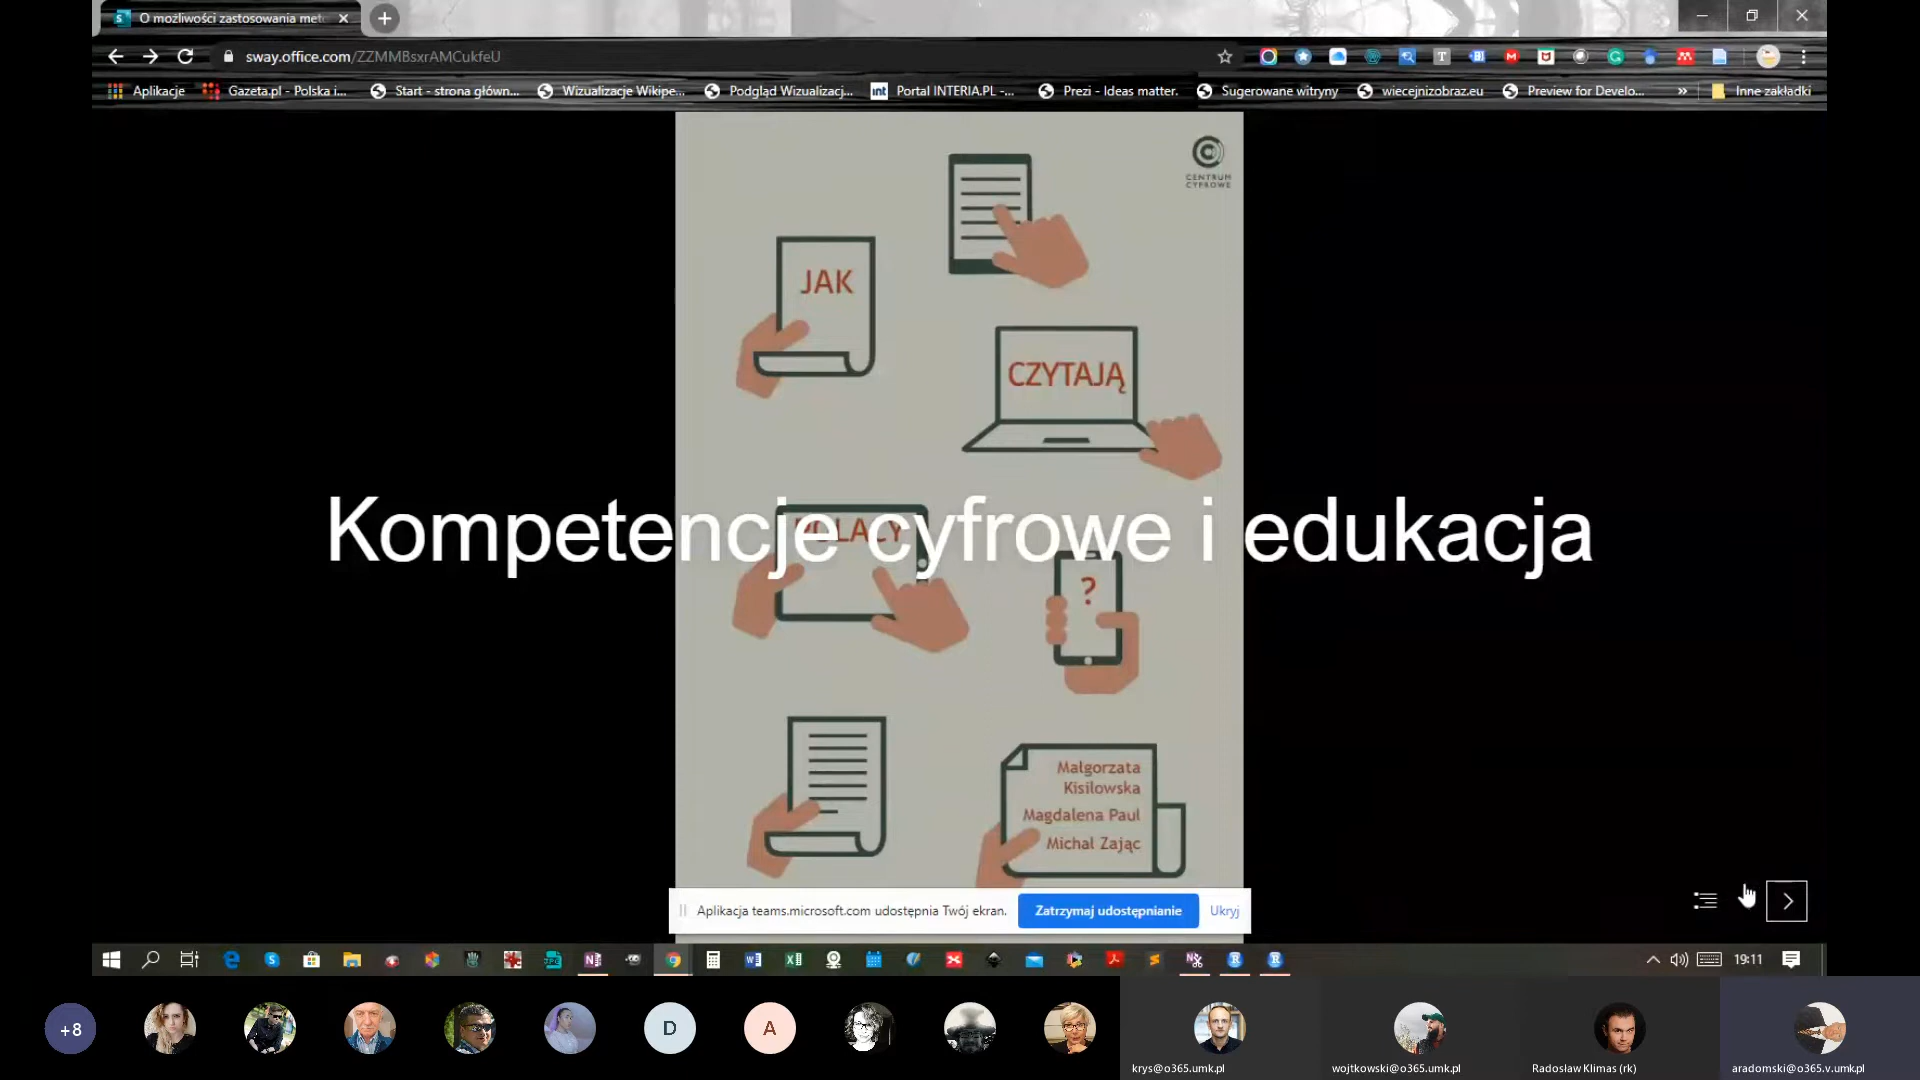 O możliwości zastosowania met
sway.office.com/ZZMMBsxrAMCukfeU
Aplikacje
Gazeta.pl - Polska i...
Start - strona główn...
Wizualizacje Wikipe...
Podgląd Wizualizacj...
Portal INTERIA.PL -...
Prezi - Ideas matter.
Sugerowane witryny
wiecejnizobraz.eu
Preview for Develo...
»
Inne zakładki
CENTRUM
CYFROWE
JAK
CZYTAJĄ
POLACY
?
Kompetencje cyfrowe i edukacja
Małgorzata
Kisilowska
Magdalena Paul
Michał Zając
Aplikacja teams.microsoft.com udostępnia Twój ekran.
Zatrzymaj udostępnianie
Ukryj
19:11
+8
D
A
krys@o365.umk.pl
wojtkowski@o365.umk.pl
Radosław Klimas (rk)
aradomski@o365.v.umk.pl